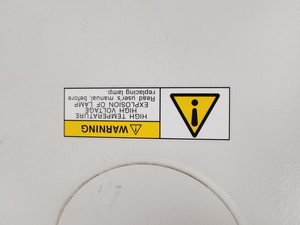 WARNING
HIGH TEMPERATURE
HIGH VOLTAGE
EXPLOSION OF LAMP
Read user's manual before
replacing lamp.